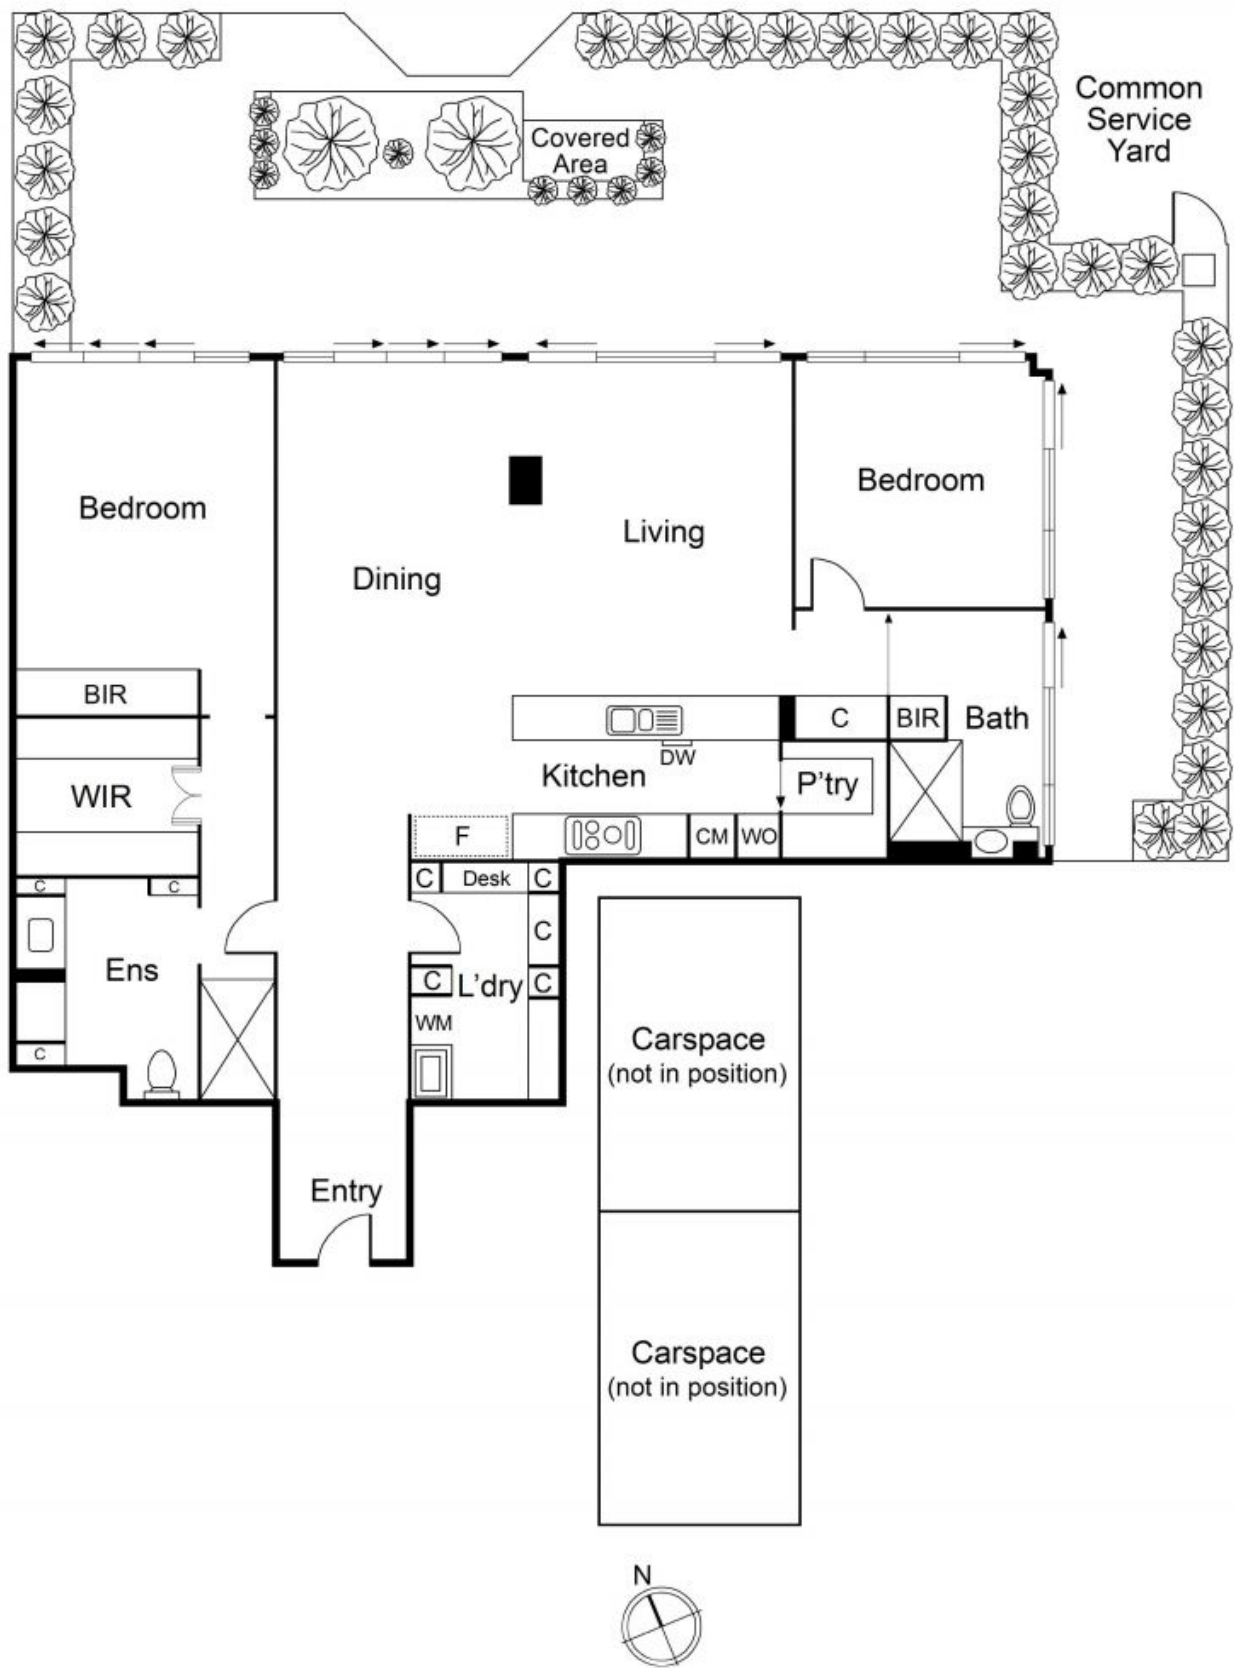 Common
Service
Yard
Covered
Area
Bedroom
Bedroom
Living
Dining
BIR
C
BIR
Bath
DW
Kitchen
P'try
WIR
F
CM
WO
C
C
C
Desk
C
C
Ens
C
L'dry
C
WM
C
Carspace
(not in position)
Entry
Carspace
(not in position)
N